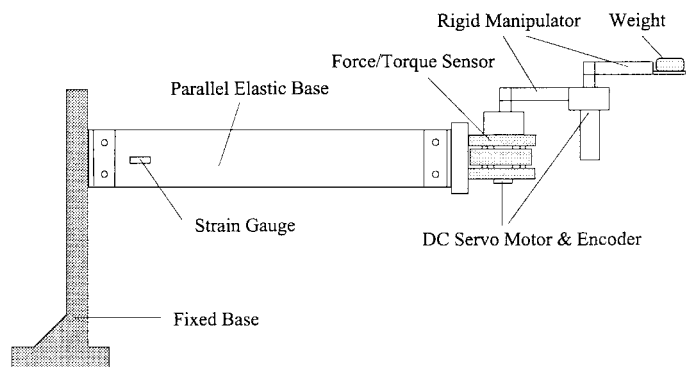 Rigid Manipulator
Weight
Force/Torque Sensor
Parallel Elastic Base
Strain Gauge
DC Servo Motor & Encoder
Fixed Base